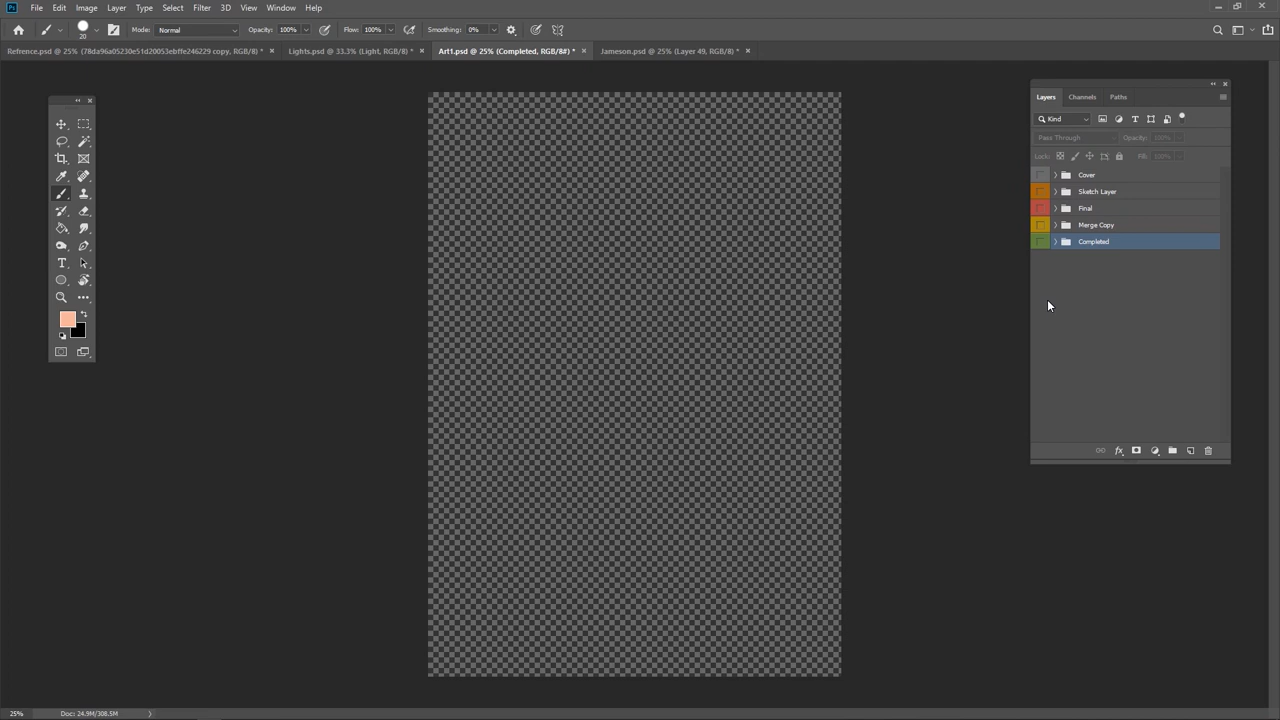 Ps File Edit Image Layer Type Select Filter 3D View Window Help
20 Mode: Normal Opacity: 100% Flow: 100% Smoothing: 0%
Refrence.psd @ 25% (78da96a05230e51d20053ebffe246229 copy, RGB/8) * × Lights.psd @ 33.3% (Light, RGB/8) * × Art1.psd @ 25% (Completed, RGB/8#) * × Jameson.psd @ 25% (Layer 49, RGB/8) * ×
Layers Channels Paths
Kind
Pass Through Opacity: 100%
Lock: Fill: 100%
Cover
Sketch Layer
Final
Merge Copy
Completed
25% Doc: 24.9M/308.5M